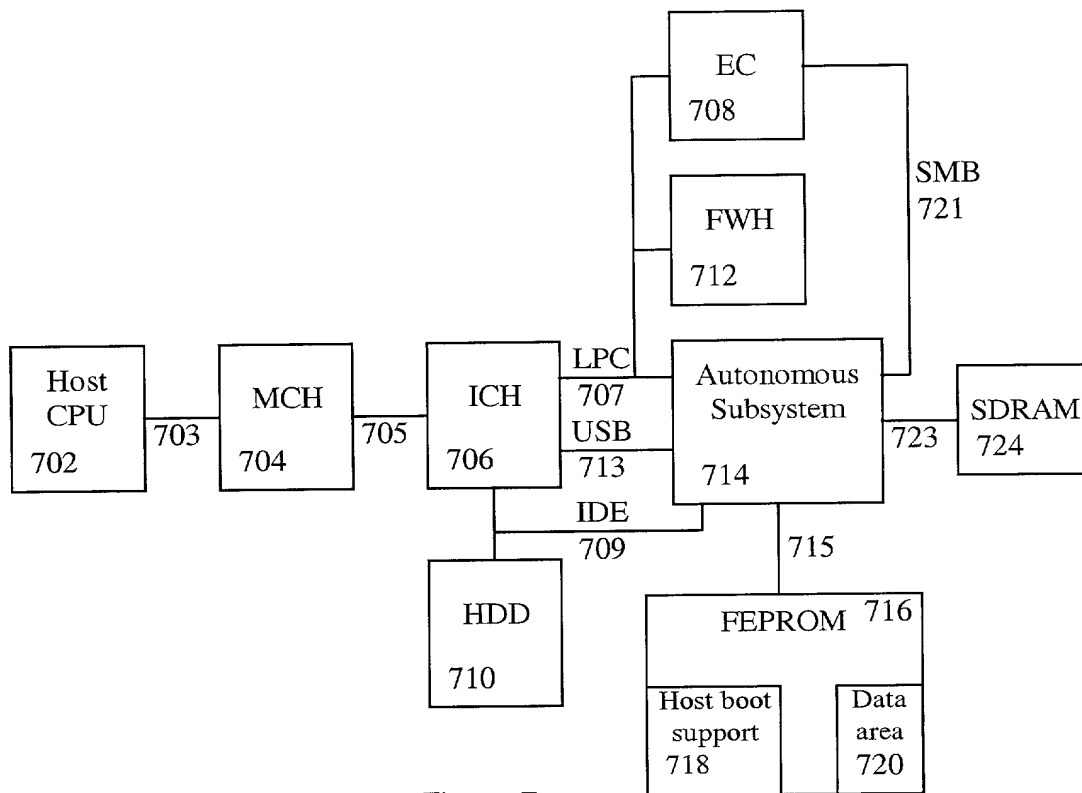 EC
708
SMB
721
FWH
712
Host
CPU
702
703
MCH
704
705
ICH
706
LPC
707
USB
713
IDE
709
Autonomous
Subsystem
714
723
SDRAM
724
HDD
710
715
FEPROM
716
Host boot
support
718
Data
area
720